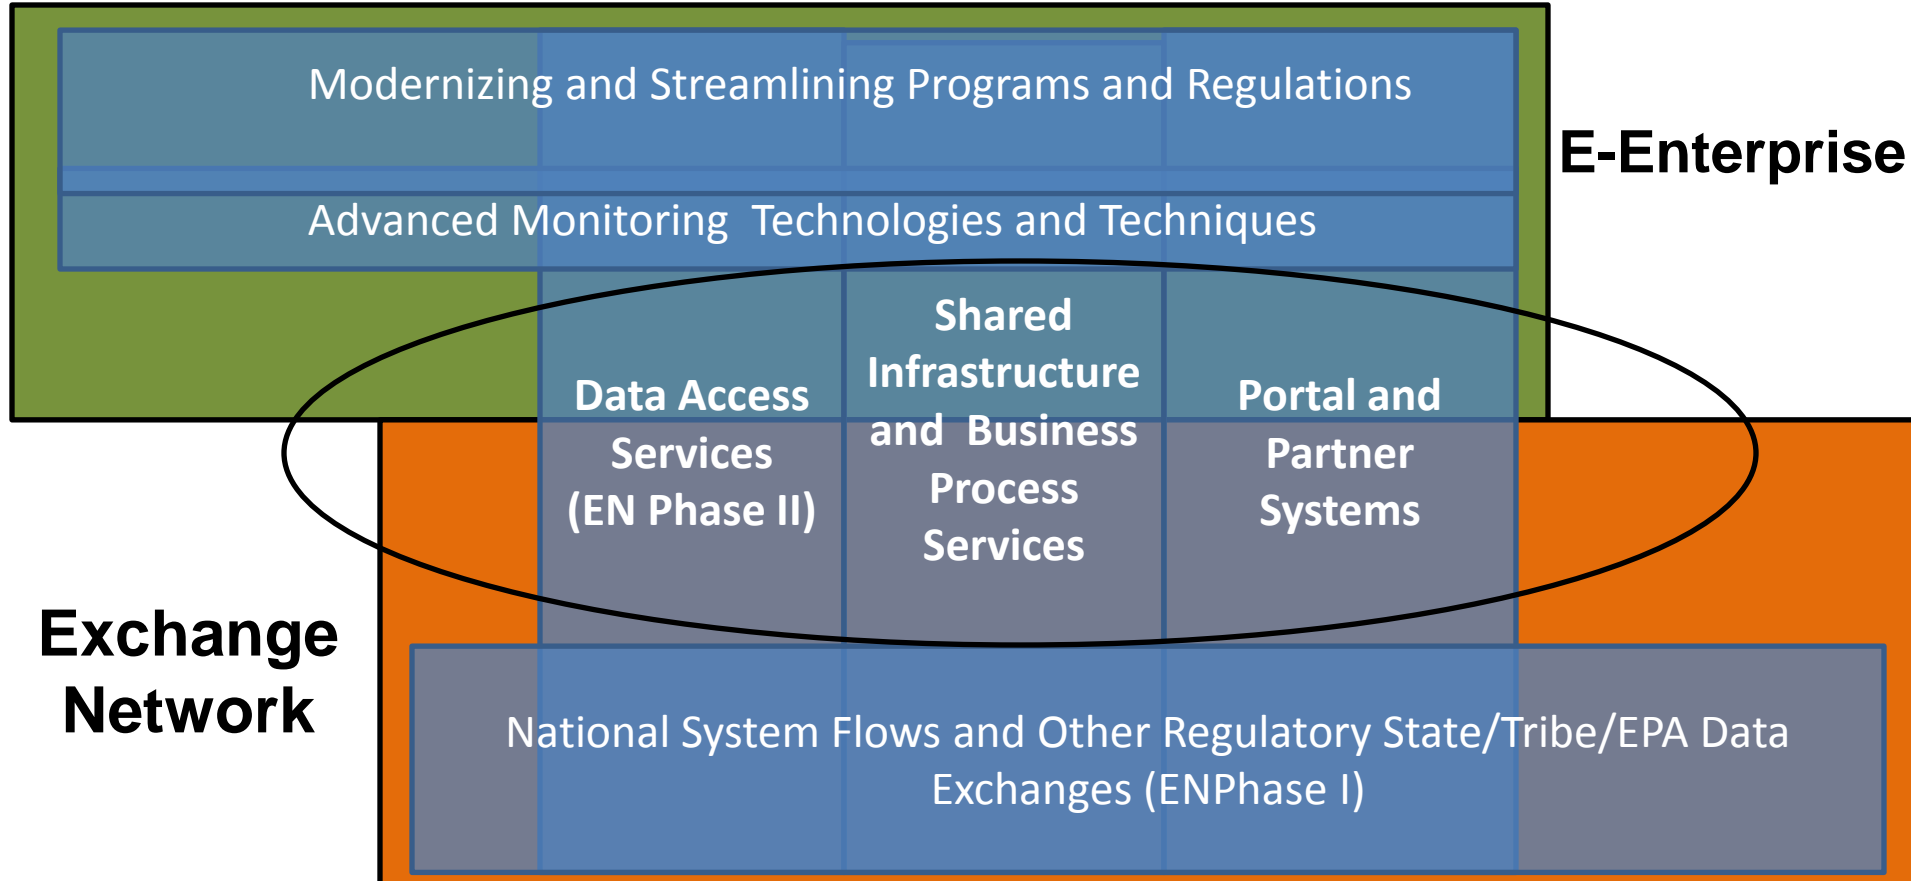 Modernizing and Streamlining Programs and Regulations
E-Enterprise
Advanced Monitoring  Technologies and Techniques
Data Access
Services
(EN Phase II)
Shared
Infrastructure
and  Business
Process
Services
Portal and
Partner
Systems
Exchange
Network
National System Flows and Other Regulatory State/Tribe/EPA Data
Exchanges (ENPhase I)